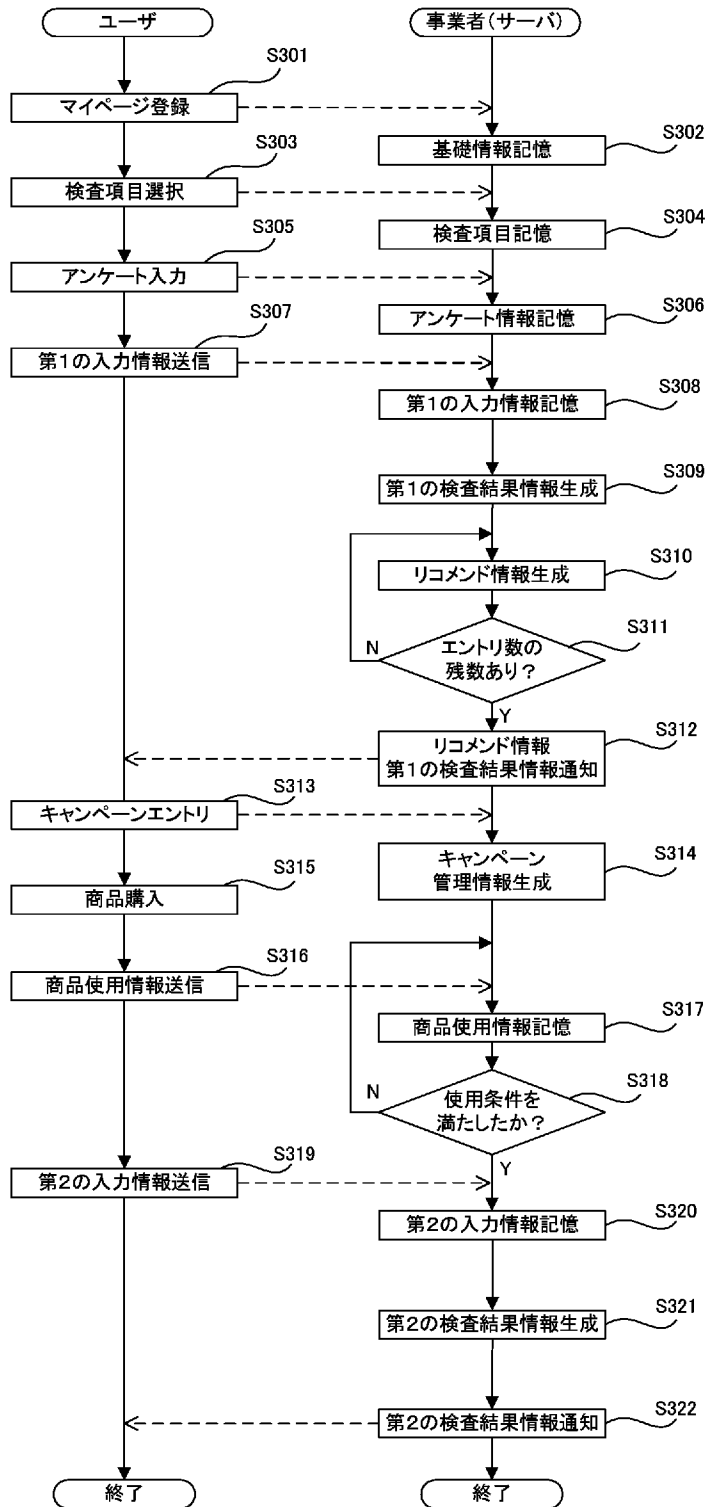 ユーザ
事業者(サーバ)
S301
マイページ登録
S302
基礎情報記憶
S303
検査項目選択
S304
検査項目記憶
S305
アンケート入力
S306
アンケート情報記憶
S307
第1の入力情報送信
S308
第1の入力情報記憶
S309
第1の検査結果情報生成
S310
リコメンド情報生成
S311
エントリ数の
残数あり?
N
Y
S312
リコメンド情報
第1の検査結果情報通知
S313
キャンペーンエントリ
S314
キャンペーン
管理情報生成
S315
商品購入
S316
商品使用情報送信
S317
商品使用情報記憶
S318
使用条件を
満たしたか?
N
Y
S319
第2の入力情報送信
S320
第2の入力情報記憶
S321
第2の検査結果情報生成
S322
第2の検査結果情報通知
終了
終了